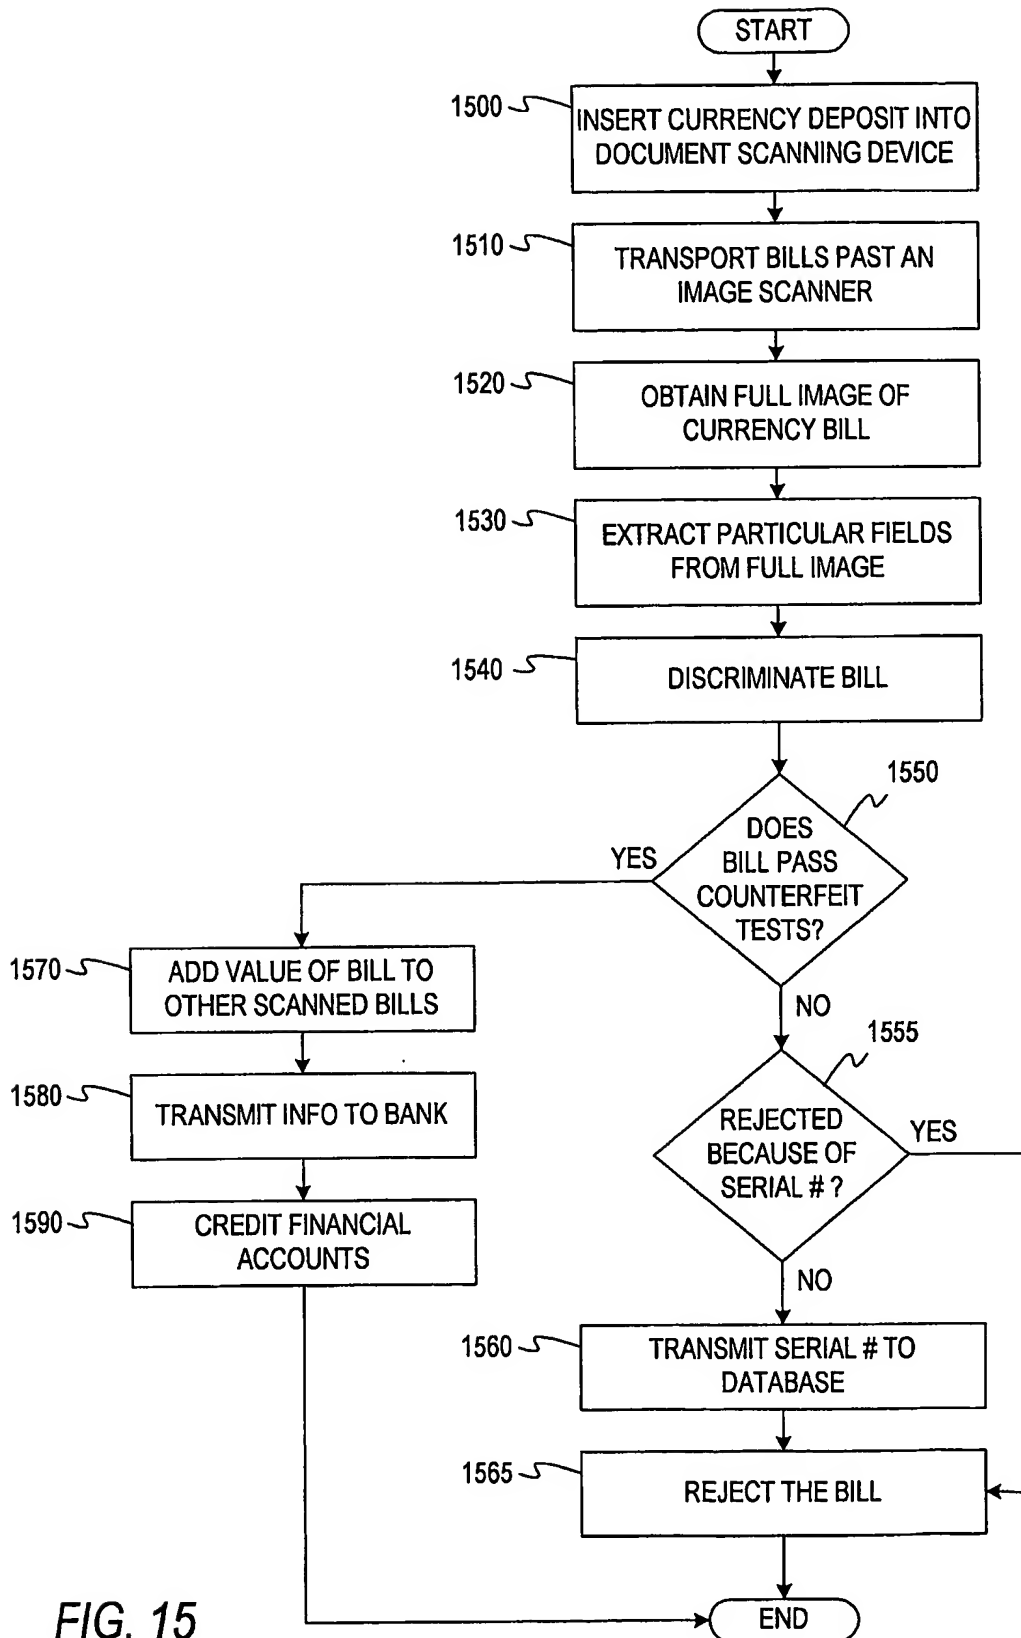 START
1500
INSERT CURRENCY DEPOSIT INTO
DOCUMENT SCANNING DEVICE
1510
TRANSPORT BILLS PAST AN
IMAGE SCANNER
1520
OBTAIN FULL IMAGE OF
CURRENCY BILL
1530
EXTRACT PARTICULAR FIELDS
FROM FULL IMAGE
1540
DISCRIMINATE BILL
1550
DOES
BILL PASS
COUNTERFEIT
TESTS?
YES
NO
1570
ADD VALUE OF BILL TO
OTHER SCANNED BILLS
1580
TRANSMIT INFO TO BANK
1590
CREDIT FINANCIAL
ACCOUNTS
1555
REJECTED
BECAUSE OF
SERIAL # ?
YES
NO
1560
TRANSMIT SERIAL # TO
DATABASE
1565
REJECT THE BILL
END
FIG. 15